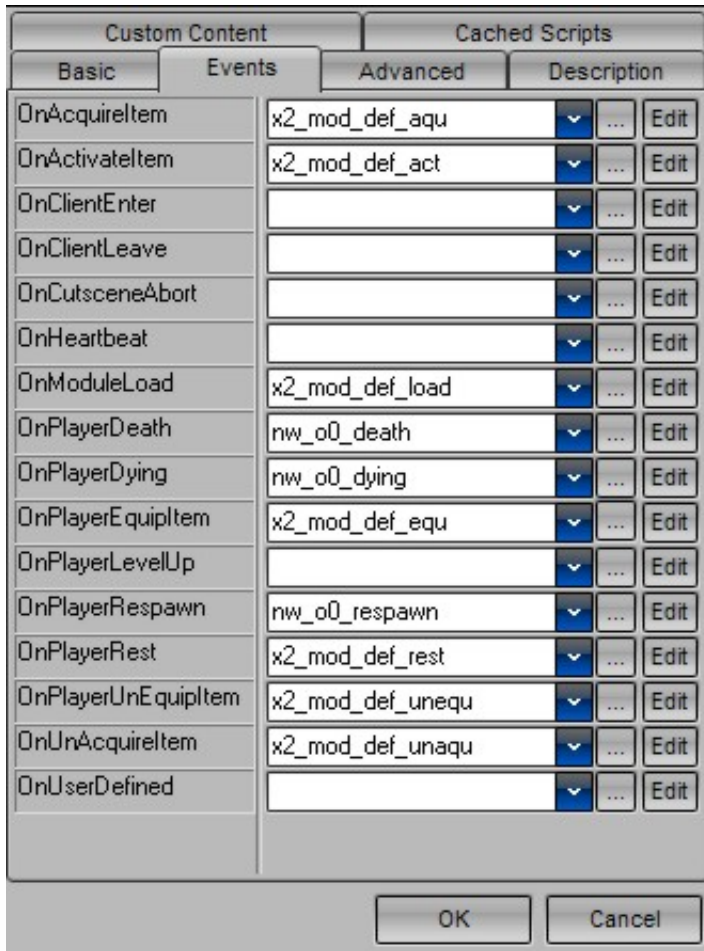 Custom Content Cached Scripts
Basic Events Advanced Description
OnAcquireItem x2_mod_def_aqu ... Edit
OnActivateItem x2_mod_def_act ... Edit
OnClientEnter ... Edit
OnClientLeave ... Edit
OnCutsceneAbort ... Edit
OnHeartbeat ... Edit
OnModuleLoad x2_mod_def_load ... Edit
OnPlayerDeath nw_o0_death ... Edit
OnPlayerDying nw_o0_dying ... Edit
OnPlayerEquipItem x2_mod_def_equ ... Edit
OnPlayerLevelUp ... Edit
OnPlayerRespawn nw_o0_respawn ... Edit
OnPlayerRest x2_mod_def_rest ... Edit
OnPlayerUnEquipItem x2_mod_def_unequ ... Edit
OnUnAcquireItem x2_mod_def_unaqu ... Edit
OnUserDefined ... Edit
OK Cancel